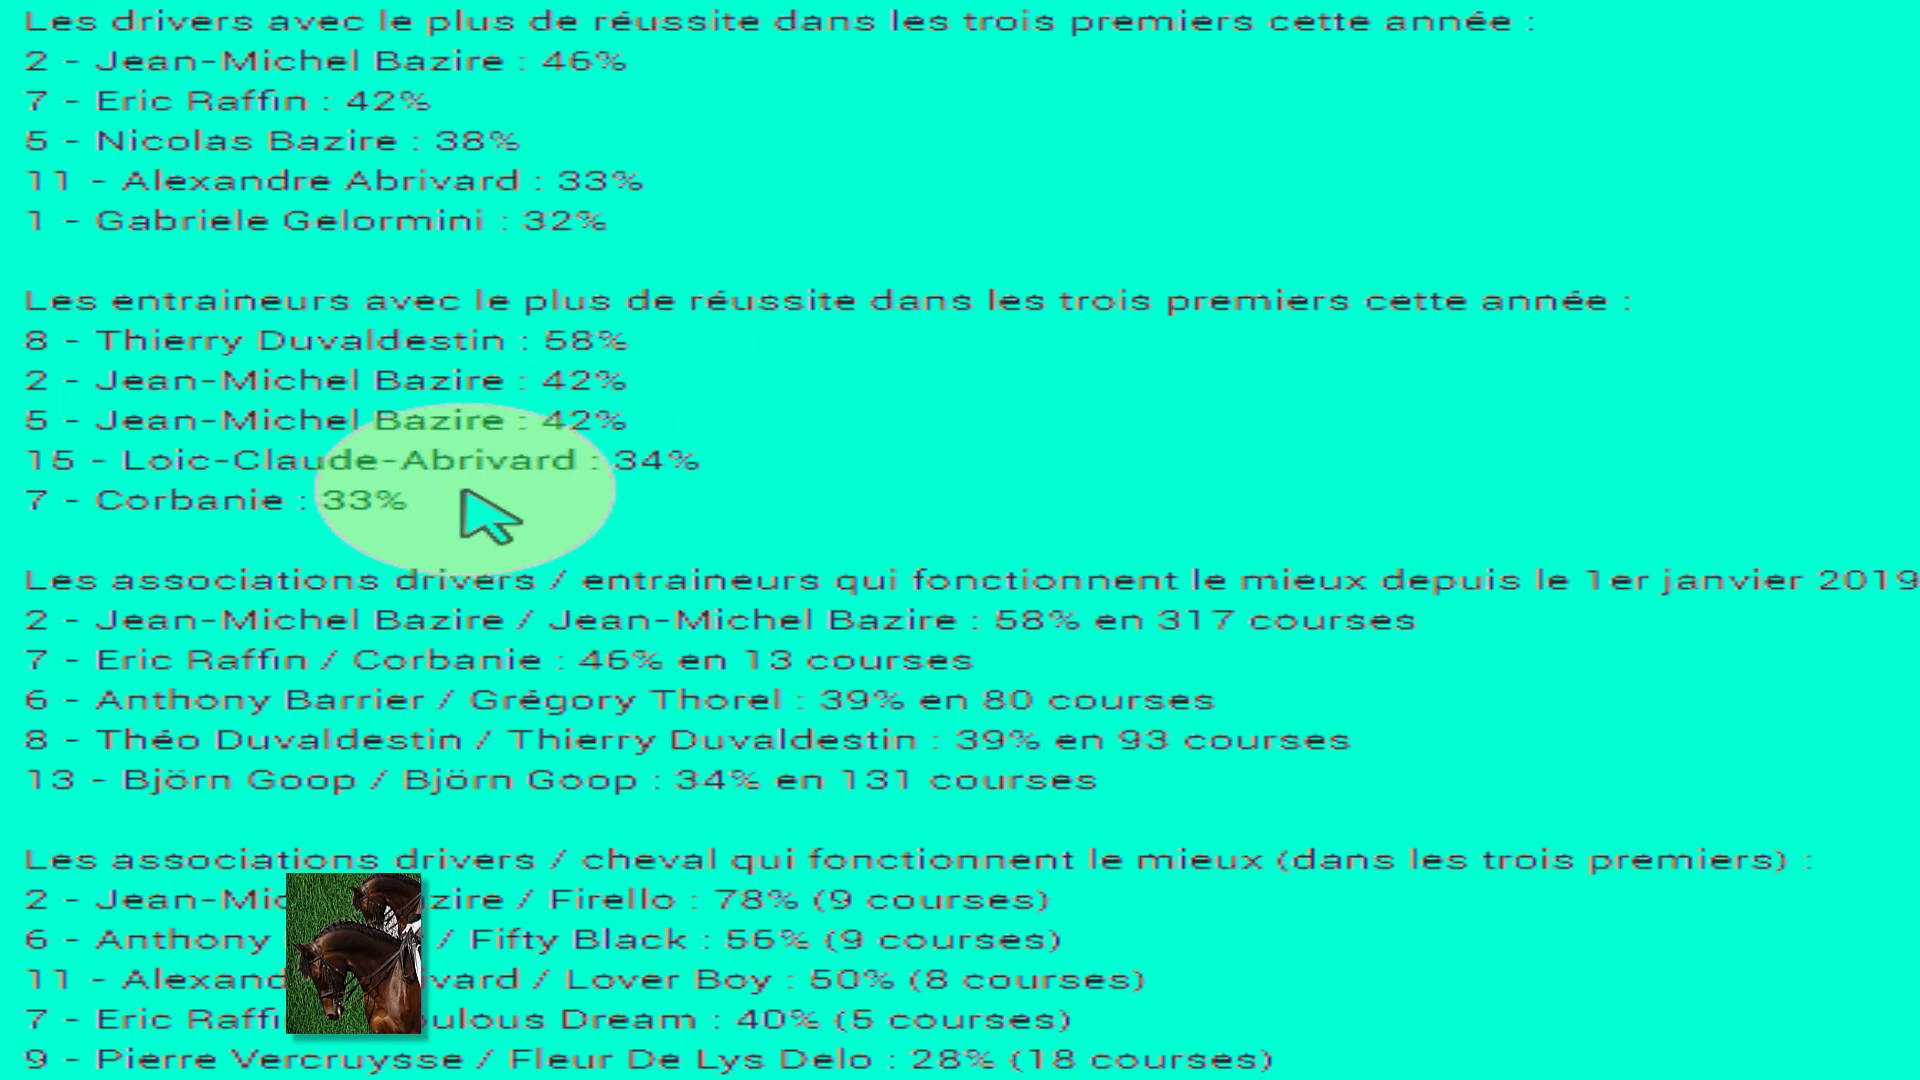 Les drivers avec le plus de réussite dans les trois premiers cette année :
2 - Jean-Michel Bazire : 46%
7 - Eric Raffin : 42%
5 - Nicolas Bazire : 38%
11 - Alexandre Abrivard : 33%
1 - Gabriele Gelormini : 32%
Les entraineurs avec le plus de réussite dans les trois premiers cette année :
8 - Thierry Duvaldestin : 58%
2 - Jean-Michel Bazire : 42%
5 - Jean-Michel Bazire : 42%
15 - Loic-Claude-Abrivard : 34%
7 - Corbanie : 33%
Les associations drivers / entraineurs qui fonctionnent le mieux depuis le 1er janvier 2019
2 - Jean-Michel Bazire / Jean-Michel Bazire : 58% en 317 courses
7 - Eric Raffin / Corbanie : 46% en 13 courses
6 - Anthony Barrier / Grégory Thorel : 39% en 80 courses
8 - Théo Duvaldestin / Thierry Duvaldestin : 39% en 93 courses
13 - Björn Goop / Björn Goop : 34% en 131 courses
Les associations drivers / cheval qui fonctionnent le mieux (dans les trois premiers) :
2 - / Firello : 78% (9 courses)
6 - Anthony / Fifty Black : 56% (9 courses)
11 - / Lover Boy : 50% (8 courses)
7 - Eric Dream : 40% (5 courses)
9 - Pierre Vercruysse / Fleur De Lys Delo : 28% (18 courses)